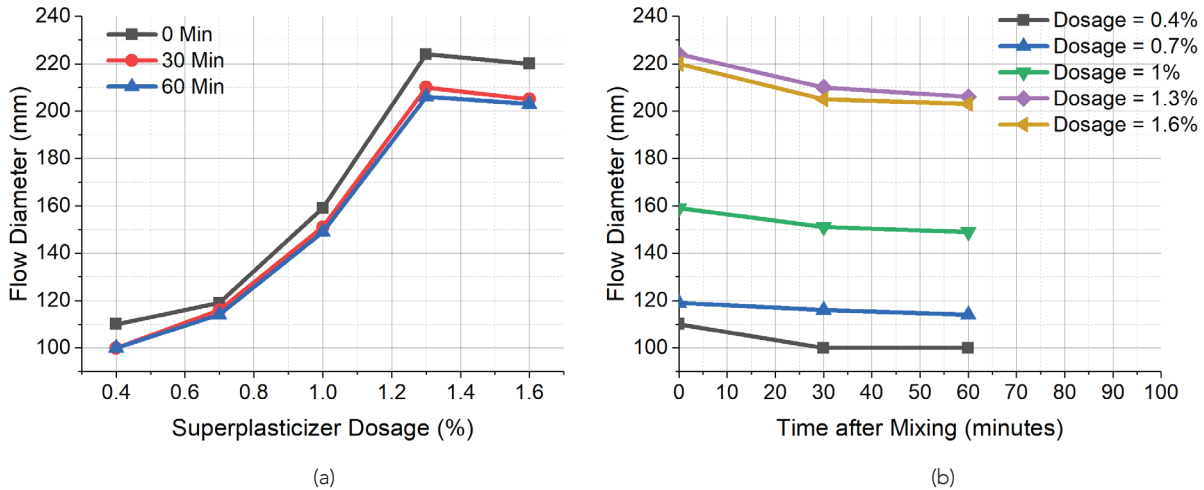 240
220
200
180
160
140
120
100
Flow Diameter (mm)
0 Min
30 Min
60 Min
0.4 0.6 0.8 1.0 1.2 1.4 1.6
Superplasticizer Dosage (%)
(a)
240
220
200
180
160
140
120
100
Flow Diameter (mm)
Dosage = 0.4%
Dosage = 0.7%
Dosage = 1%
Dosage = 1.3%
Dosage = 1.6%
0 10 20 30 40 50 60 70 80 90 100
Time after Mixing (minutes)
(b)